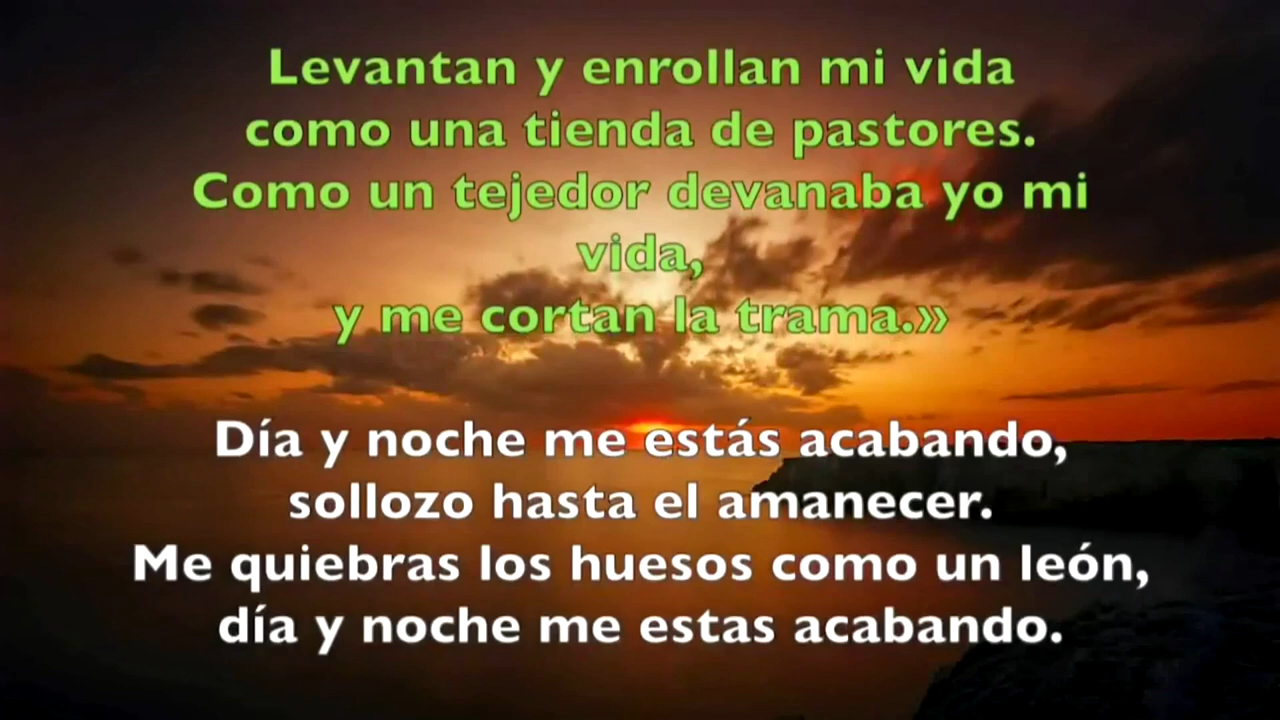 Levantan y enrollan mi vida
como una tienda de pastores.
Como un tejedor devanaba yo mi
vida,
y me cortan la trama.»
Día y noche me estás acabando,
sollozo hasta el amanecer.
Me quiebras los huesos como un león,
día y noche me estas acabando.